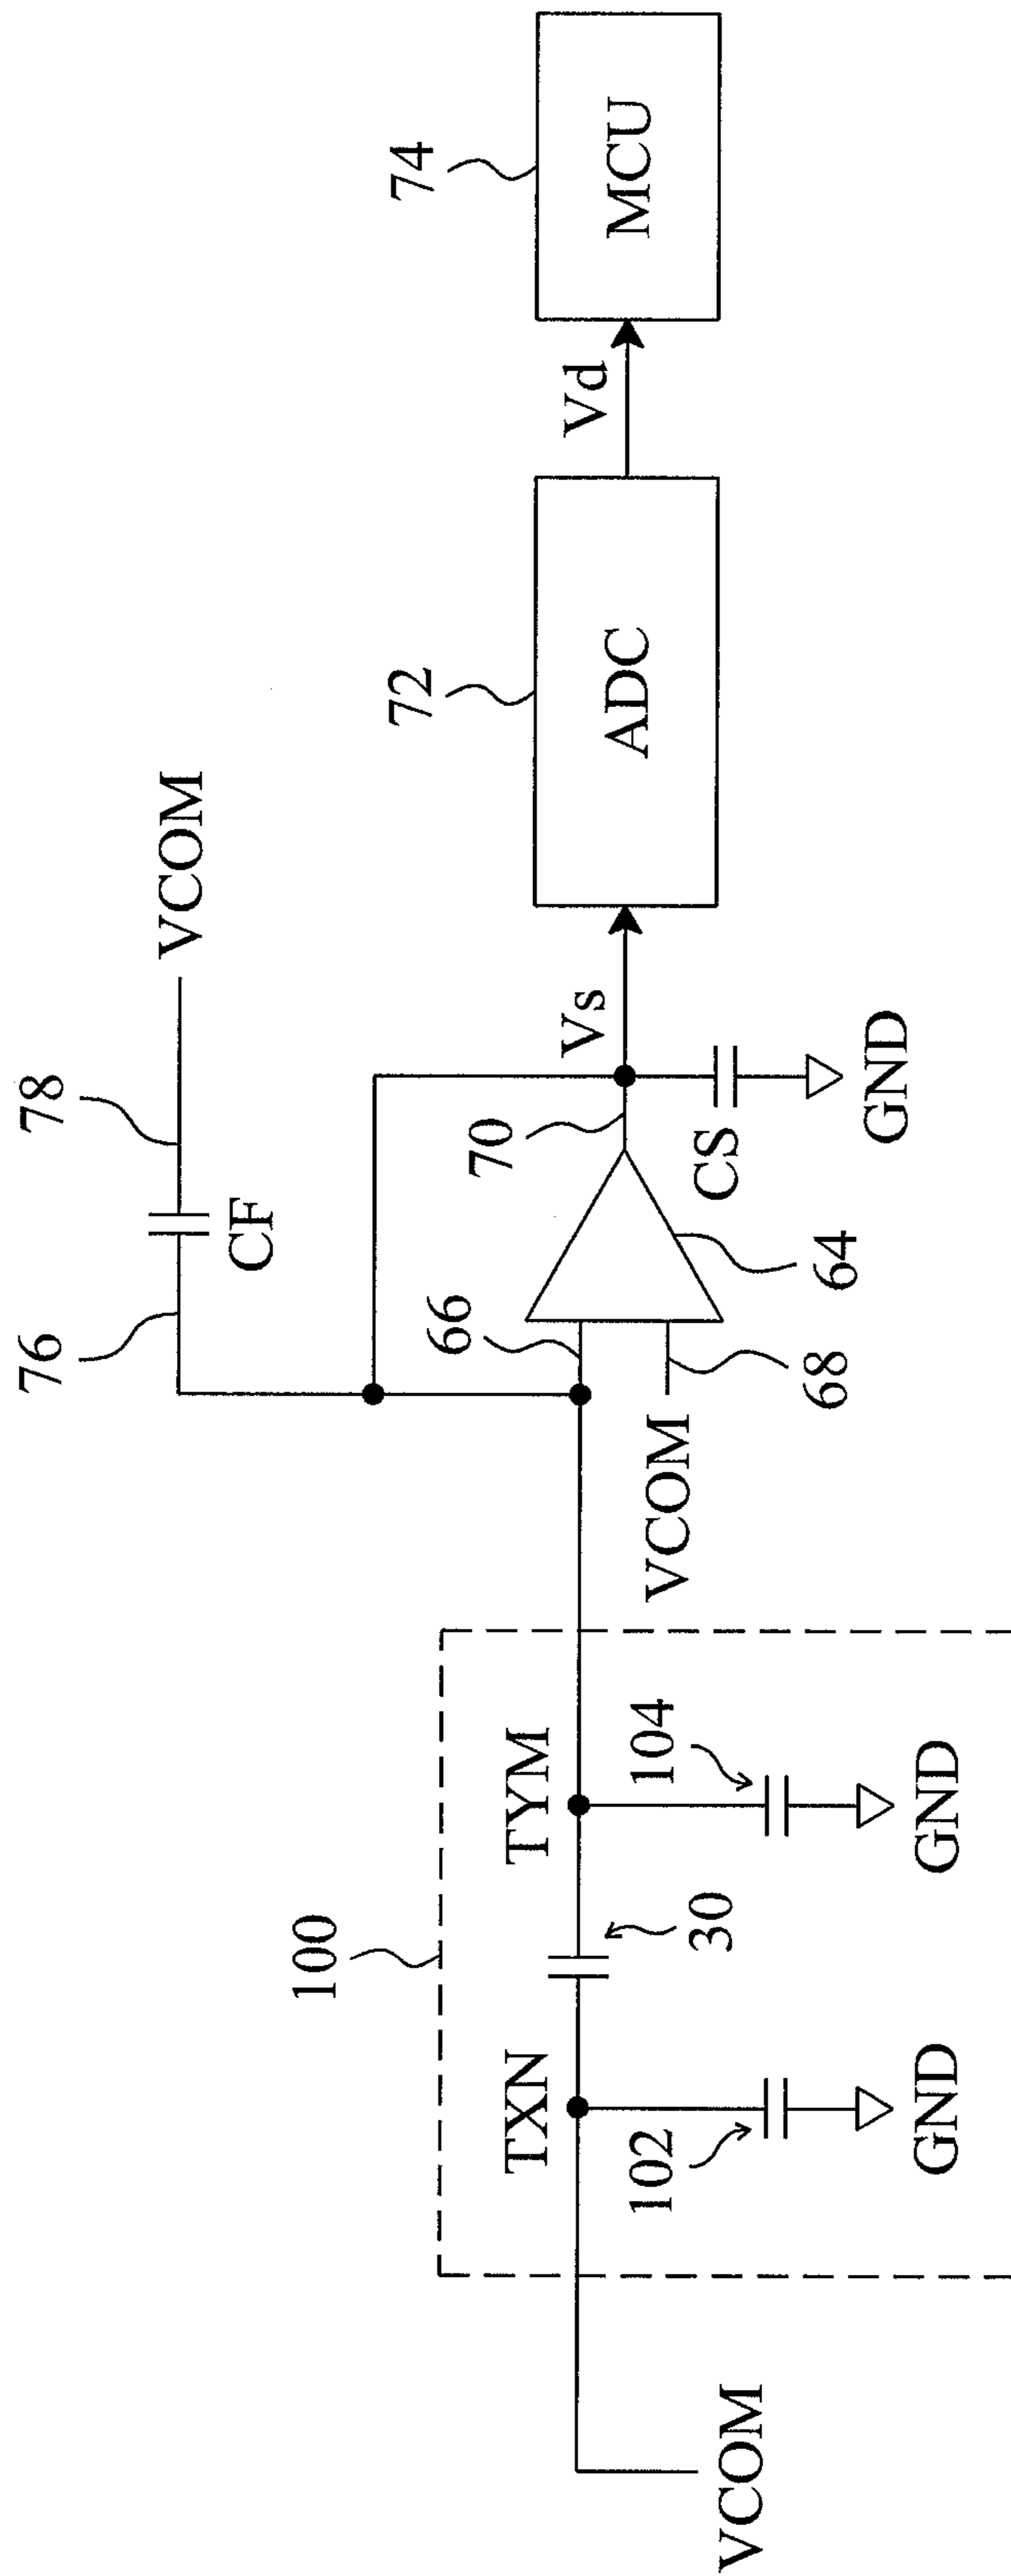 78
VCOM
76
CF
74
MCU
72
ADC
Vd
Vs
70
66
CS
GND
64
68
VCOM
100
TXN
TYM
30
102
104
GND
GND
VCOM